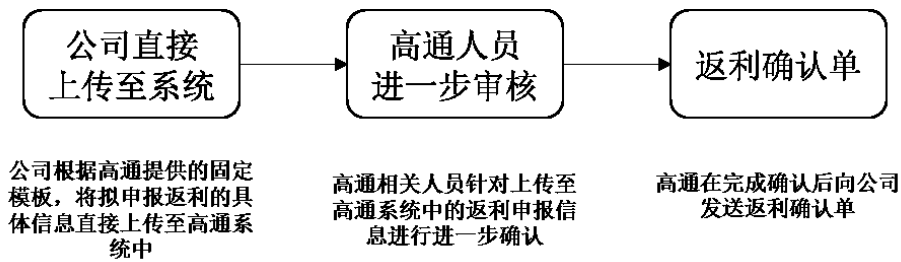 公司直接
上传至系统
高通人员
进一步审核
返利确认单
公司根据高通提供的固定
模板，将拟申报返利的具
体信息直接上传至高通系
统中
高通相关人员针对上传至
高通系统中的返利申报信
息进行进一步确认
高通在完成确认后向公司
发送返利确认单